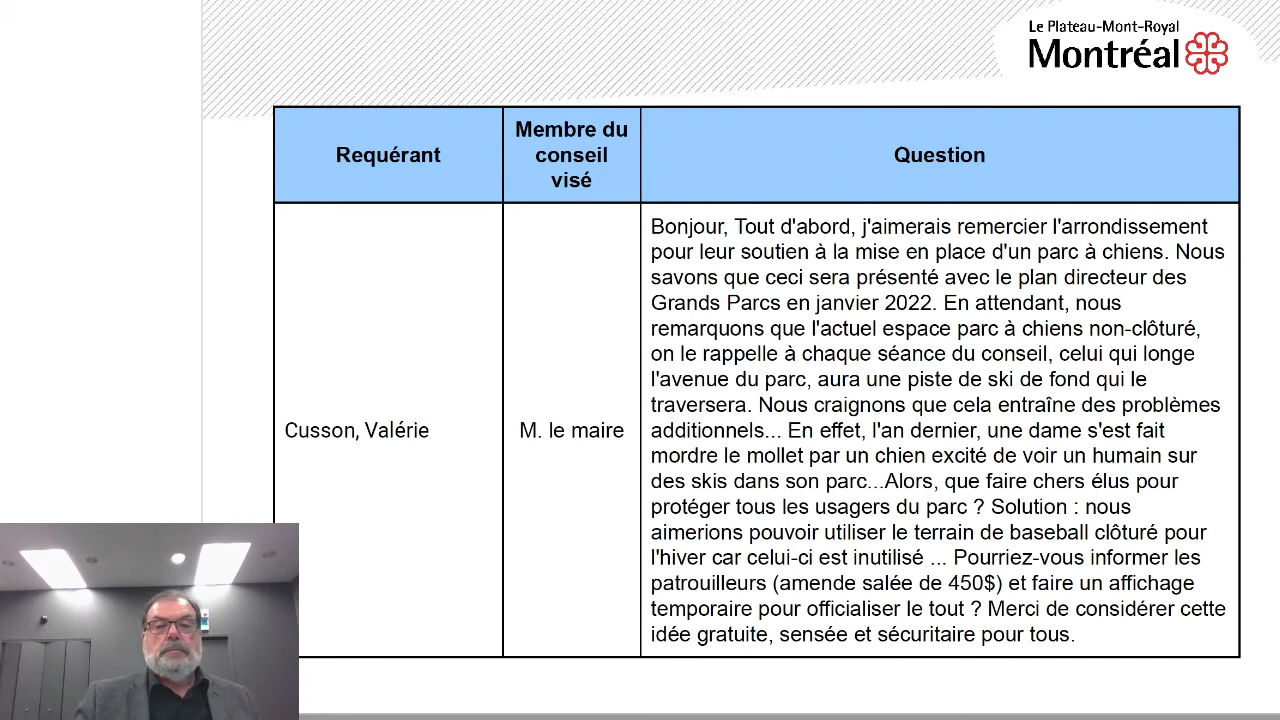 Le Plateau-Mont-Royal
Montréal
Requérant
Membre du
conseil
visé
Question
Cusson, Valérie
M. le maire
Bonjour, Tout d'abord, j'aimerais remercier l'arrondissement
pour leur soutien à la mise en place d'un parc à chiens. Nous
savons que ceci sera présenté avec le plan directeur des
Grands Parcs en janvier 2022. En attendant, nous
remarquons que l'actuel espace parc à chiens non-clôturé,
on le rappelle à chaque séance du conseil, celui qui longe
l'avenue du parc, aura une piste de ski de fond qui le
traversera. Nous craignons que cela entraîne des problèmes
additionnels... En effet, l'an dernier, une dame s'est fait
mordre le mollet par un chien excité de voir un humain sur
des skis dans son parc...Alors, que faire chers élus pour
protéger tous les usagers du parc ? Solution : nous
aimerions pouvoir utiliser le terrain de baseball clôturé pour
l'hiver car celui-ci est inutilisé ... Pourriez-vous informer les
patrouilleurs (amende salée de 450$) et faire un affichage
temporaire pour officialiser le tout ? Merci de considérer cette
idée gratuite, sensée et sécuritaire pour tous.